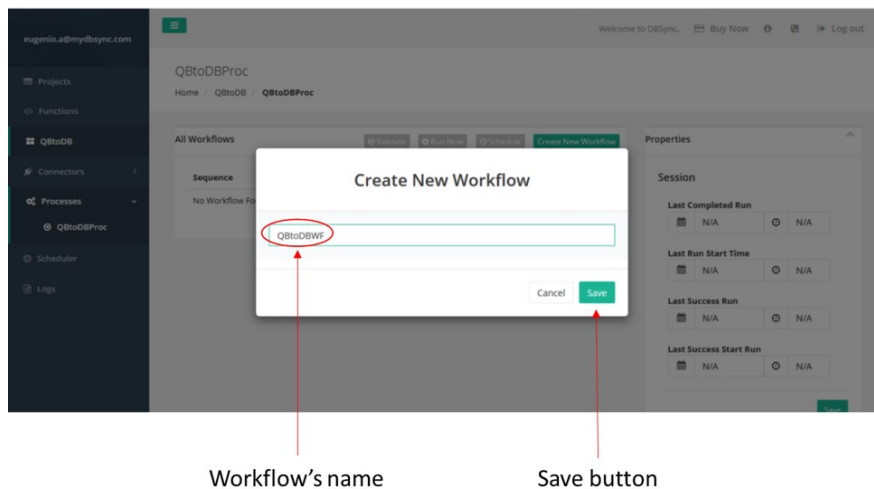 eugenio.a@mydbsync.com
Welcome to DBSync. Buy Now Log out
Projects
Functions
QBtoDB
Connectors
Processes
QBtoDBProc
Scheduler
Logs
QBtoDBProc
Home / QBtoDB / QBtoDBProc
All Workflows Validate Run Now Schedule Create New Workflow
Sequence
No Workflow Fo
Create New Workflow
QBtoDBWF
Cancel Save
Properties
Session
Last Completed Run
N/A N/A
Last Run Start Time
N/A N/A
Last Success Run
N/A N/A
Last Success Start Run
N/A N/A
Save
Workflow’s name Save button